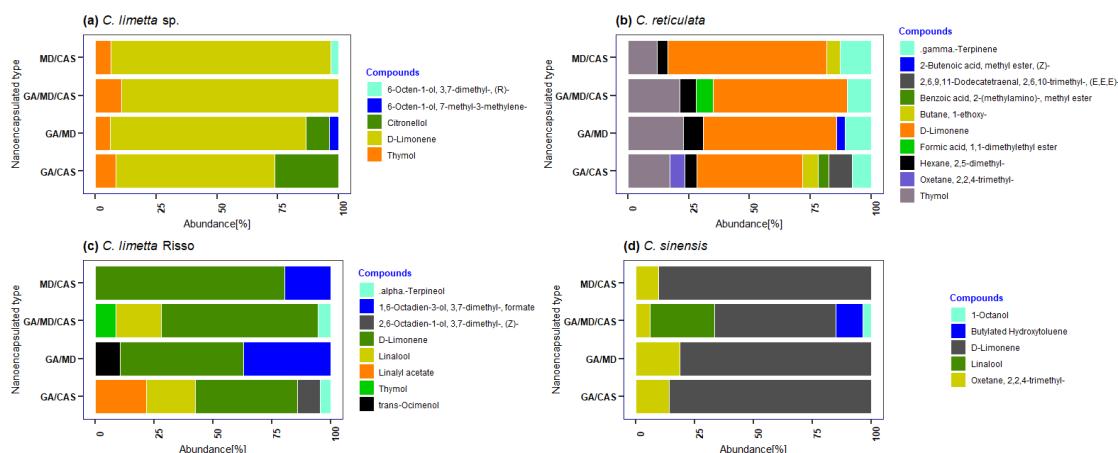 (a) C. limetta sp.
Nanoencapsulated type
MD/CAS
GA/MD/CAS
GA/MD
GA/CAS
0
25
50
75
100
Abundance[%]
Compounds
6-Octen-1-ol, 3,7-dimethyl-, (R)-
6-Octen-1-ol, 7-methyl-3-methylene-
Citronellol
D-Limonene
Thymol
(b) C. reticulata
Nanoencapsulated type
MD/CAS
GA/MD/CAS
GA/MD
GA/CAS
0
25
50
75
100
Abundance[%]
Compounds
.gamma.-Terpinene
2-Butenoic acid, methyl ester, (Z)-
2,6,9,11-Dodecatetraenal, 2,6,10-trimethyl-, (E,E,E)-
Benzoic acid, 2-(methylamino)-, methyl ester
Butane, 1-ethoxy-
D-Limonene
Formic acid, 1,1-dimethylethyl ester
Hexane, 2,5-dimethyl-
Oxetane, 2,2,4-trimethyl-
Thymol
(c) C. limetta Risso
Nanoencapsulated type
MD/CAS
GA/MD/CAS
GA/MD
GA/CAS
0
25
50
75
100
Abundance[%]
Compounds
.alpha.-Terpineol
1,6-Octadien-3-ol, 3,7-dimethyl-, formate
2,6-Octadien-1-ol, 3,7-dimethyl-, (Z)-
D-Limonene
Linalool
Linalyl acetate
Thymol
trans-Ocimenol
(d) C. sinensis
Nanoencapsulated type
MD/CAS
GA/MD/CAS
GA/MD
GA/CAS
0
25
50
75
100
Abundance[%]
Compounds
1-Octanol
Butylated Hydroxytoluene
D-Limonene
Linalool
Oxetane, 2,2,4-trimethyl-